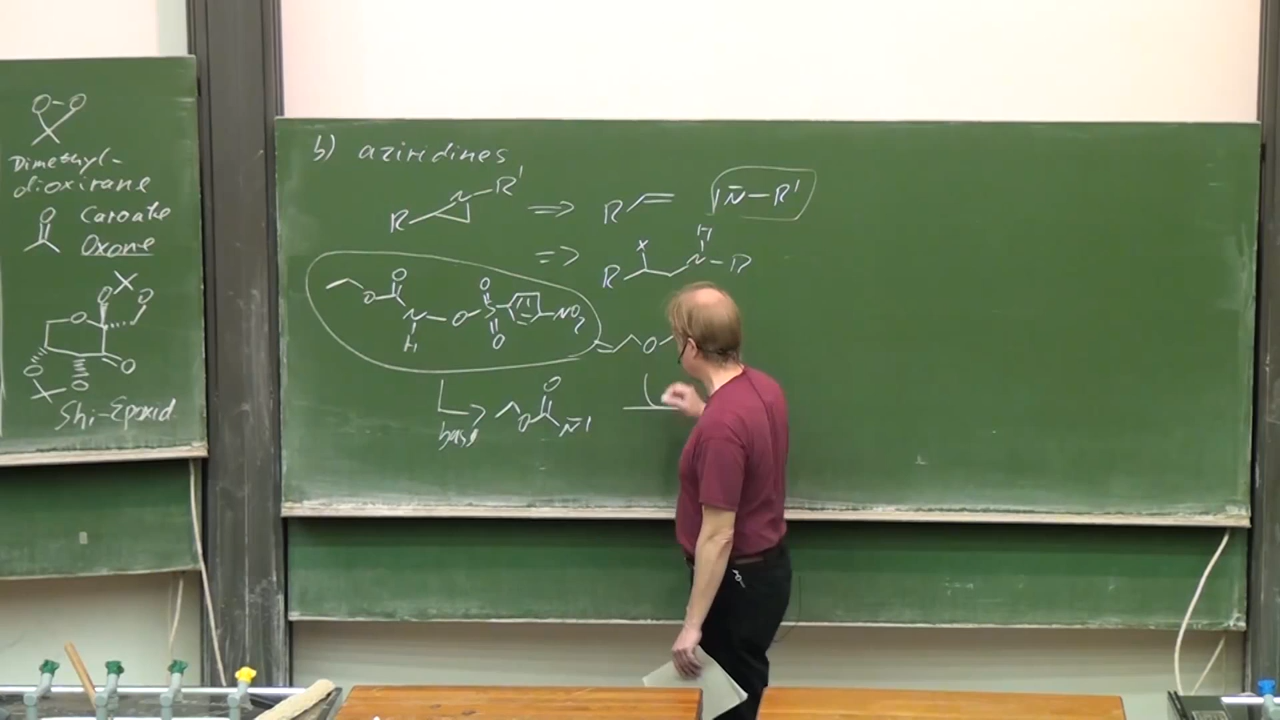 O-O
Dimethyl-
dioxirane
O
Caroate
Oxone
O
O
O
O
O
O
Shi-Epoxid
b) aziridines
R
N-R'
⇒
R
N-R'
⇒
R
X
H
N-R
O
O
N
H
O
O
S
O
NO2
O
base
O
O
N